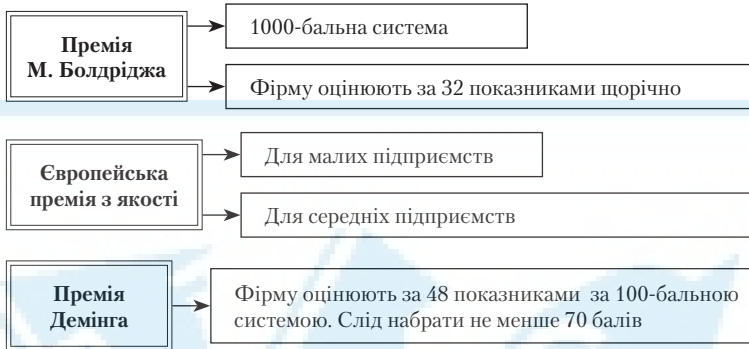 Премія
М. Болдріджа
1000-бальна система
Фірму оцінюють за 32 показниками щорічно
Європейська
премія з якості
Для малих підприємств
Для середніх підприємств
Премія
Демінга
Фірму оцінюють за 48 показниками за 100-бальною
системою. Слід набрати не менше 70 балів